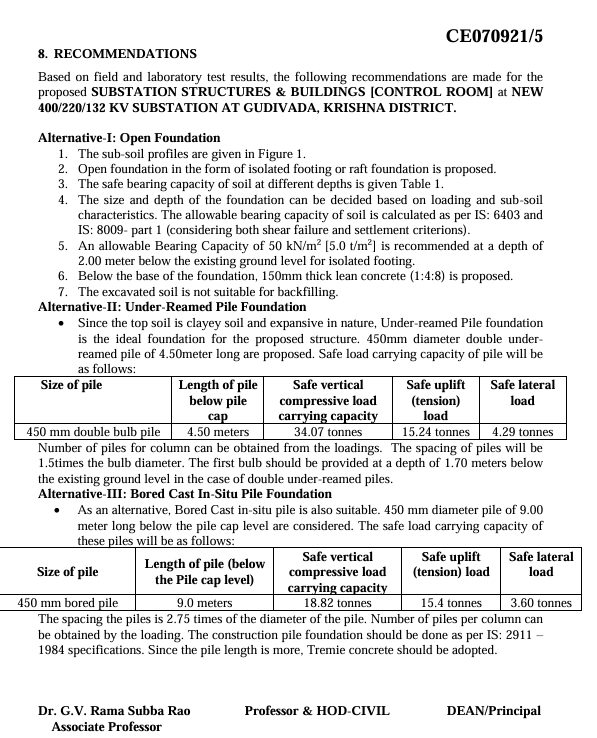 CE070921/5
8. RECOMMENDATIONS
Based on field and laboratory test results, the following recommendations are made for the
proposed SUBSTATION STRUCTURES & BUILDINGS [CONTROL ROOM] at NEW
400/220/132 KV SUBSTATION AT GUDIVADA, KRISHNA DISTRICT.
Alternative-I: Open Foundation
1. The sub-soil profiles are given in Figure 1.
2. Open foundation in the form of isolated footing or raft foundation is proposed.
3. The safe bearing capacity of soil at different depths is given Table 1.
4. The size and depth of the foundation can be decided based on loading and sub-soil
characteristics. The allowable bearing capacity of soil is calculated as per IS: 6403 and
IS: 8009- part 1 (considering both shear failure and settlement criterions).
5. An allowable Bearing Capacity of 50 kN/m² [5.0 t/m²] is recommended at a depth of
2.00 meter below the existing ground level for isolated footing.
6. Below the base of the foundation, 150mm thick lean concrete (1:4:8) is proposed.
7. The excavated soil is not suitable for backfilling.
Alternative-II: Under-Reamed Pile Foundation
• Since the top soil is clayey soil and expansive in nature, Under-reamed Pile foundation
is the ideal foundation for the proposed structure. 450mm diameter double under-
reamed pile of 4.50meter long are proposed. Safe load carrying capacity of pile will be
as follows:
Size of pile
Length of pile
below pile
cap
Safe vertical
compressive load
carrying capacity
Safe uplift
(tension)
load
Safe lateral
load
450 mm double bulb pile
4.50 meters
34.07 tonnes
15.24 tonnes
4.29 tonnes
Number of piles for column can be obtained from the loadings. The spacing of piles will be
1.5times the bulb diameter. The first bulb should be provided at a depth of 1.70 meters below
the existing ground level in the case of double under-reamed piles.
Alternative-III: Bored Cast In-Situ Pile Foundation
• As an alternative, Bored Cast in-situ pile is also suitable. 450 mm diameter pile of 9.00
meter long below the pile cap level are considered. The safe load carrying capacity of
these piles will be as follows:
Size of pile
Length of pile (below
the Pile cap level)
Safe vertical
compressive load
carrying capacity
Safe uplift
(tension) load
Safe lateral
load
450 mm bored pile
9.0 meters
18.82 tonnes
15.4 tonnes
3.60 tonnes
The spacing the piles is 2.75 times of the diameter of the pile. Number of piles per column can
be obtained by the loading. The construction pile foundation should be done as per IS: 2911 –
1984 specifications. Since the pile length is more, Tremie concrete should be adopted.
Dr. G.V. Rama Subba Rao
Professor & HOD-CIVIL
DEAN/Principal
Associate Professor